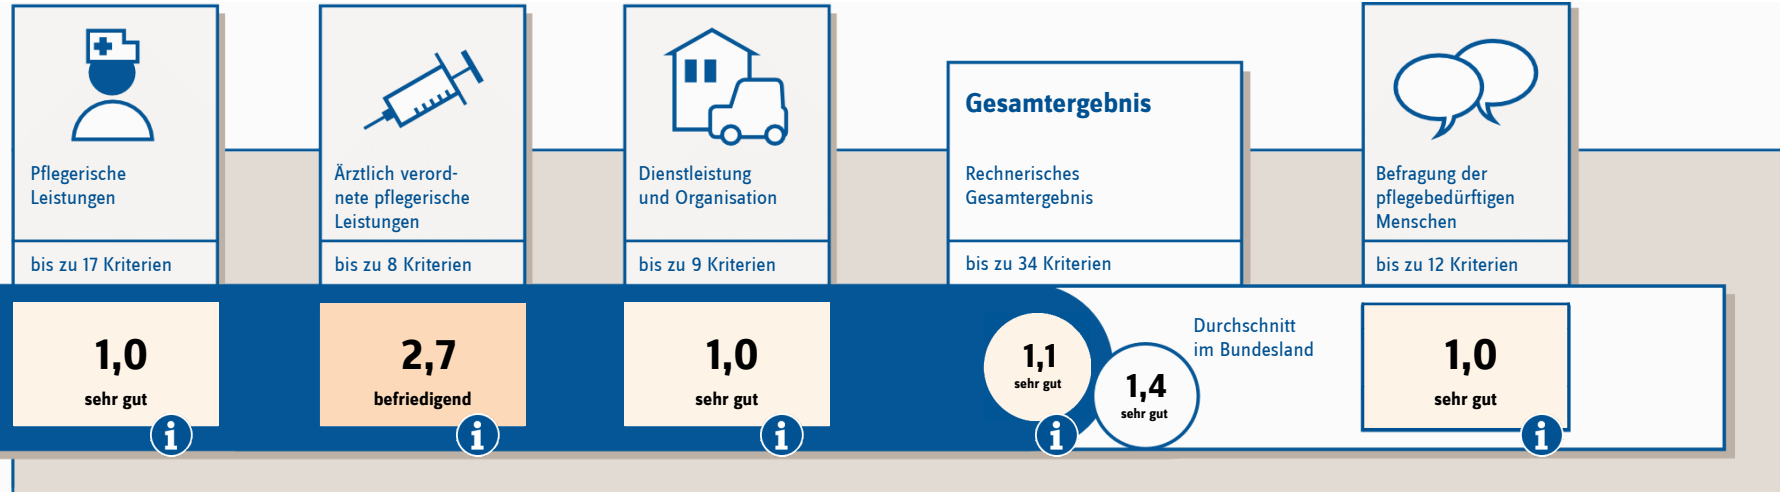 Pflegerische
Leistungen
bis zu 17 Kriterien
1,0
sehr gut
i
Ärztlich verord-
nete pflegerische
Leistungen
bis zu 8 Kriterien
2,7
befriedigend
i
Dienstleistung
und Organisation
bis zu 9 Kriterien
1,0
sehr gut
i
Gesamtergebnis
Rechnerisches
Gesamtergebnis
bis zu 34 Kriterien
1,1
sehr gut
i
1,4
sehr gut
Durchschnitt
im Bundesland
Befragung der
pflegebedürftigen
Menschen
bis zu 12 Kriterien
1,0
sehr gut
i